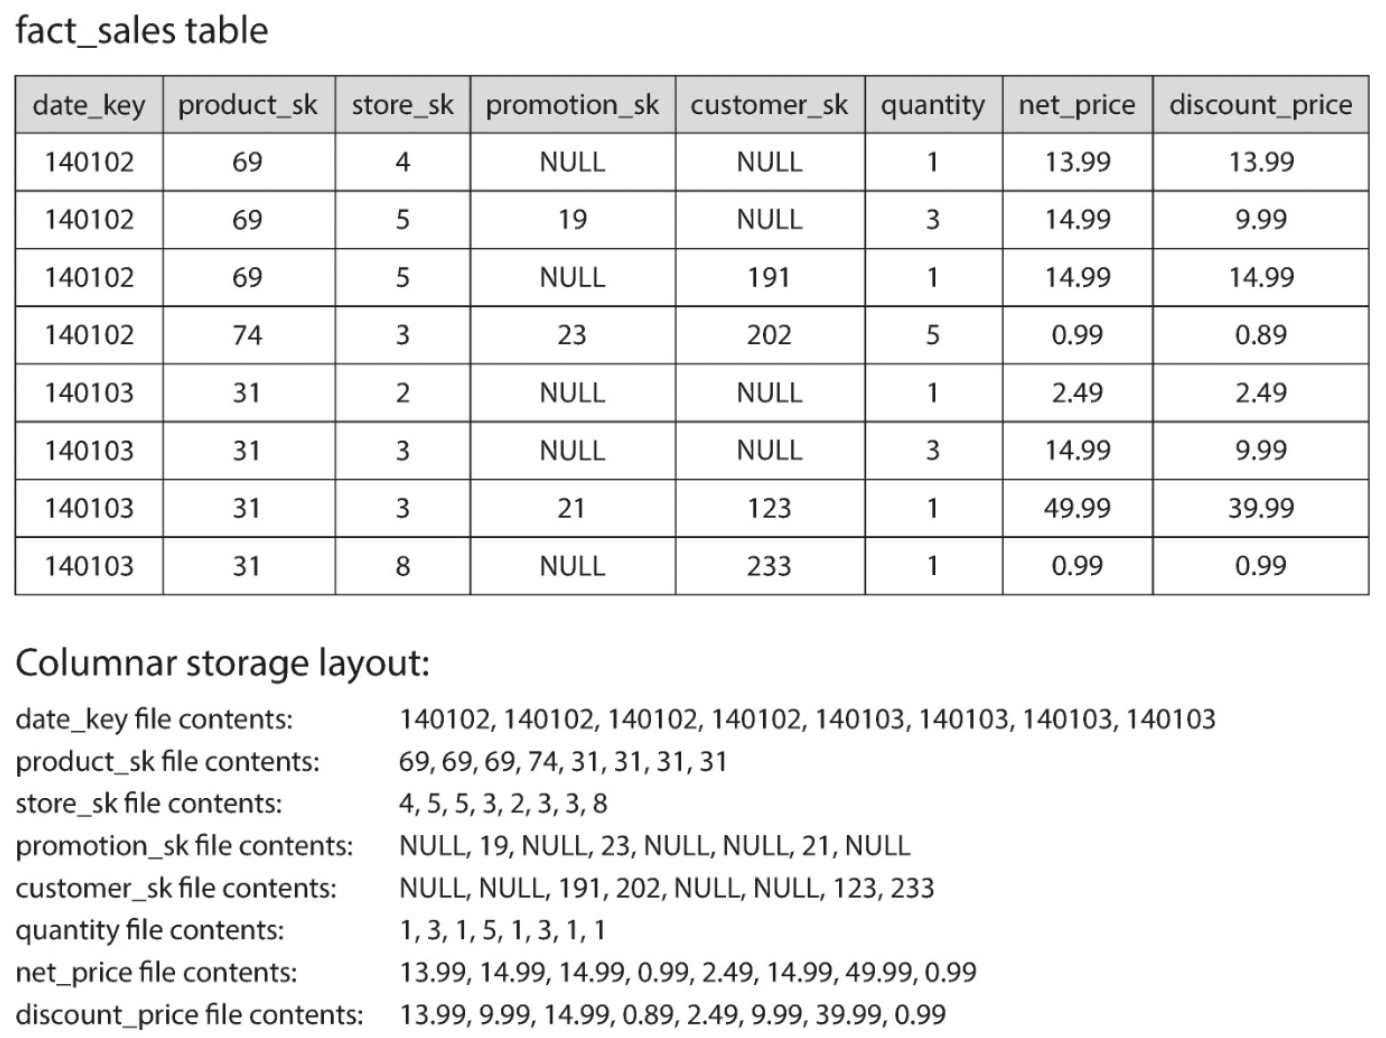 fact_sales table
date_key product_sk store_sk promotion_sk customer_sk quantity net_price discount_price
140102 69 4 NULL NULL 1 13.99 13.99
140102 69 5 19 NULL 3 14.99 9.99
140102 69 5 NULL 191 1 14.99 14.99
140102 74 3 23 202 5 0.99 0.89
140103 31 2 NULL NULL 1 2.49 2.49
140103 31 3 NULL NULL 3 14.99 9.99
140103 31 3 21 123 1 49.99 39.99
140103 31 8 NULL 233 1 0.99 0.99
Columnar storage layout:
date_key file contents: 140102, 140102, 140102, 140102, 140103, 140103, 140103, 140103
product_sk file contents: 69, 69, 69, 74, 31, 31, 31, 31
store_sk file contents: 4, 5, 5, 3, 2, 3, 3, 8
promotion_sk file contents: NULL, 19, NULL, 23, NULL, NULL, 21, NULL
customer_sk file contents: NULL, NULL, 191, 202, NULL, NULL, 123, 233
quantity file contents: 1, 3, 1, 5, 1, 3, 1, 1
net_price file contents: 13.99, 14.99, 14.99, 0.99, 2.49, 14.99, 49.99, 0.99
discount_price file contents: 13.99, 9.99, 14.99, 0.89, 2.49, 9.99, 39.99, 0.99